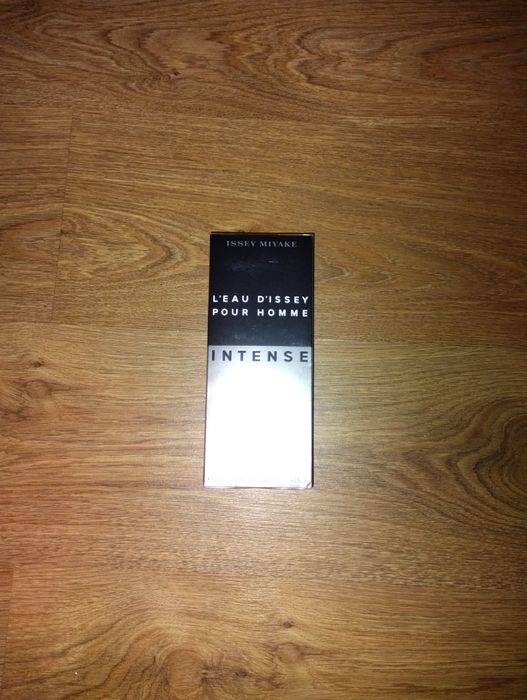 ISSEY MIYAKE
L'EAU D'ISSEY
POUR HOMME
INTENSE